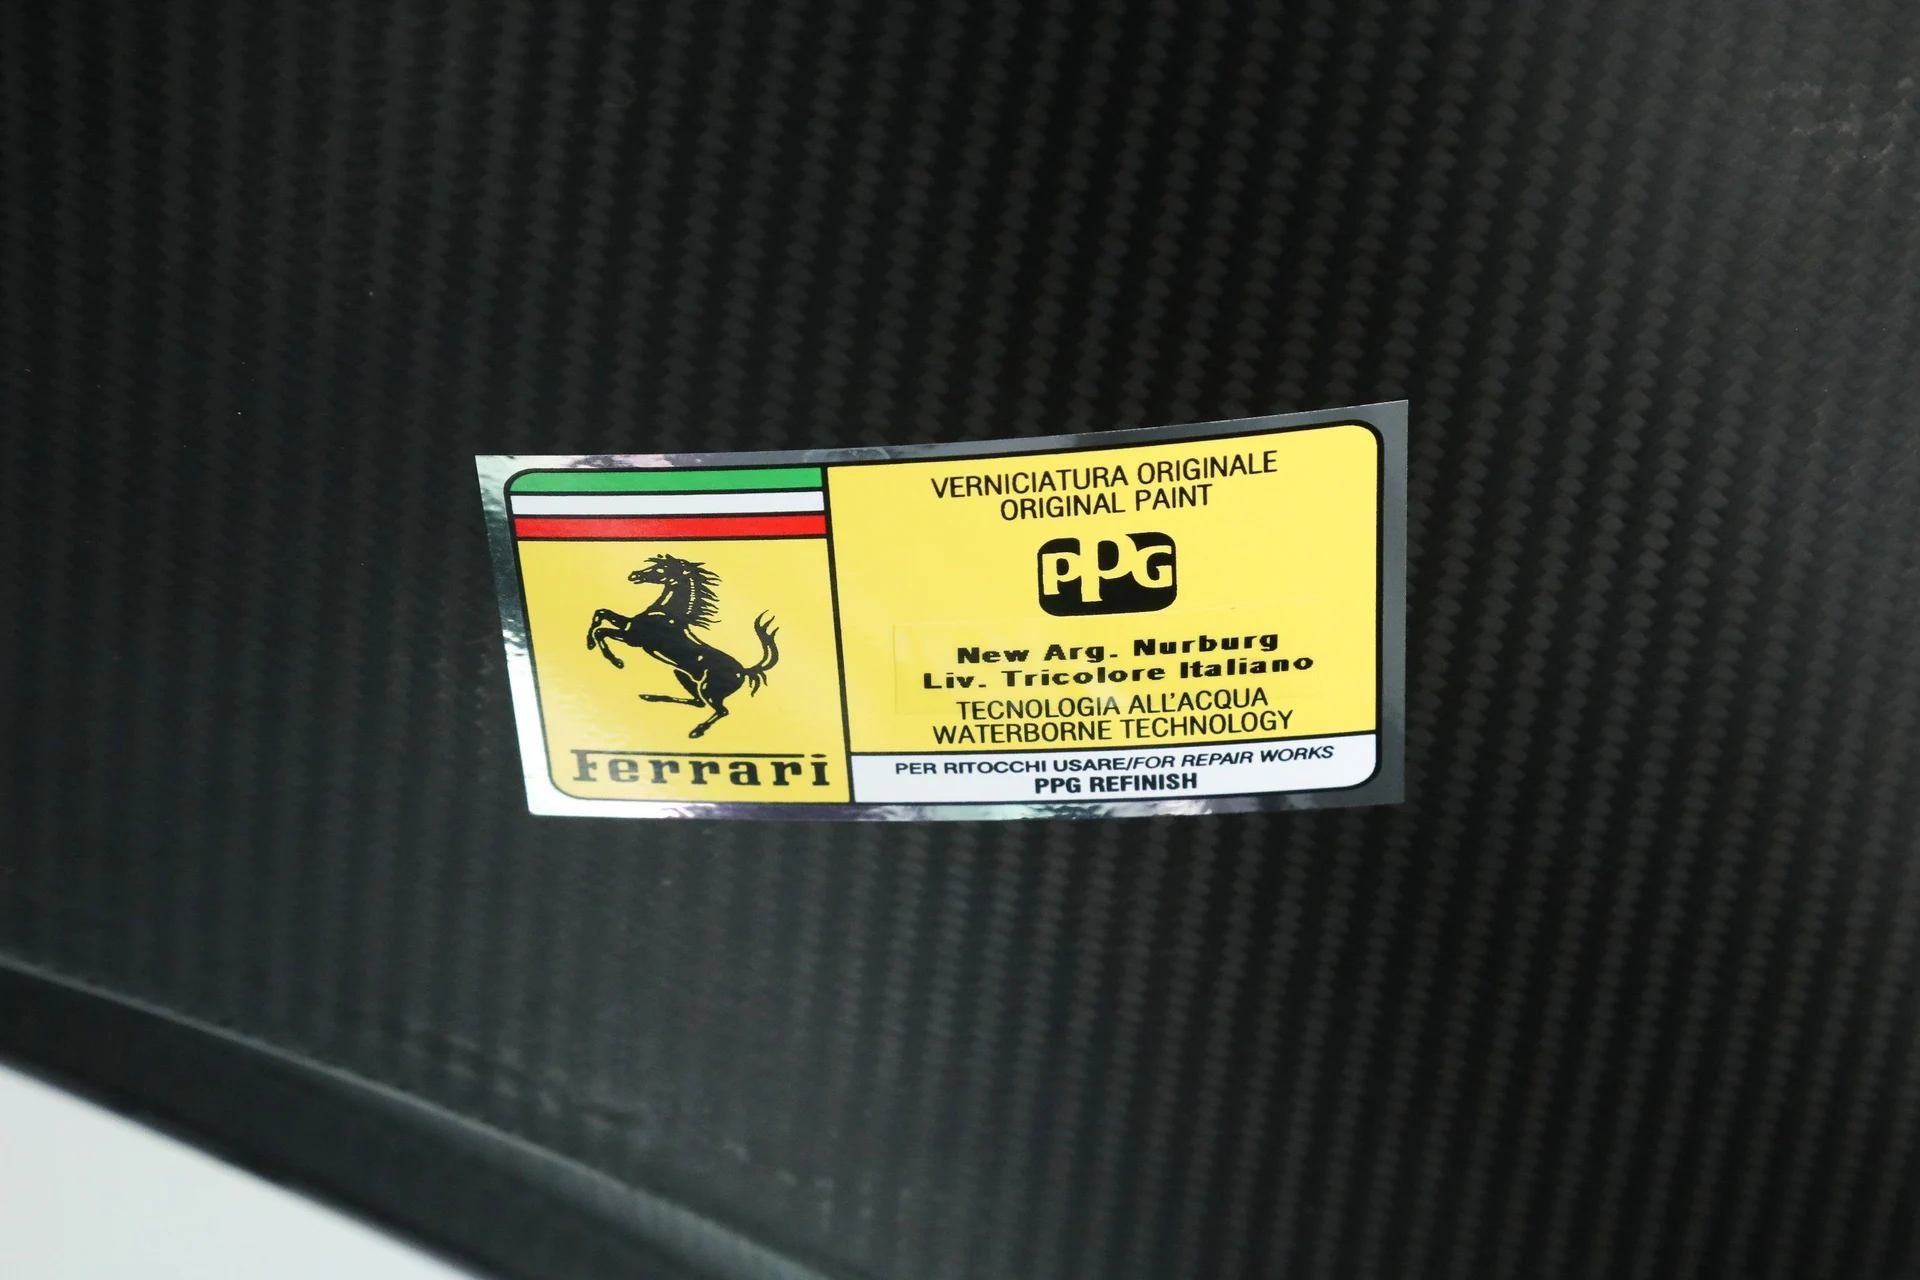 Ferrari
VERNICIATURA ORIGINALE
ORIGINAL PAINT
PPG
New Arg. Nurburg
Liv. Tricolore Italiano
TECNOLOGIA ALL'ACQUA
WATERBORNE TECHNOLOGY
PER RITOCCHI USARE/FOR REPAIR WORKS
PPG REFINISH